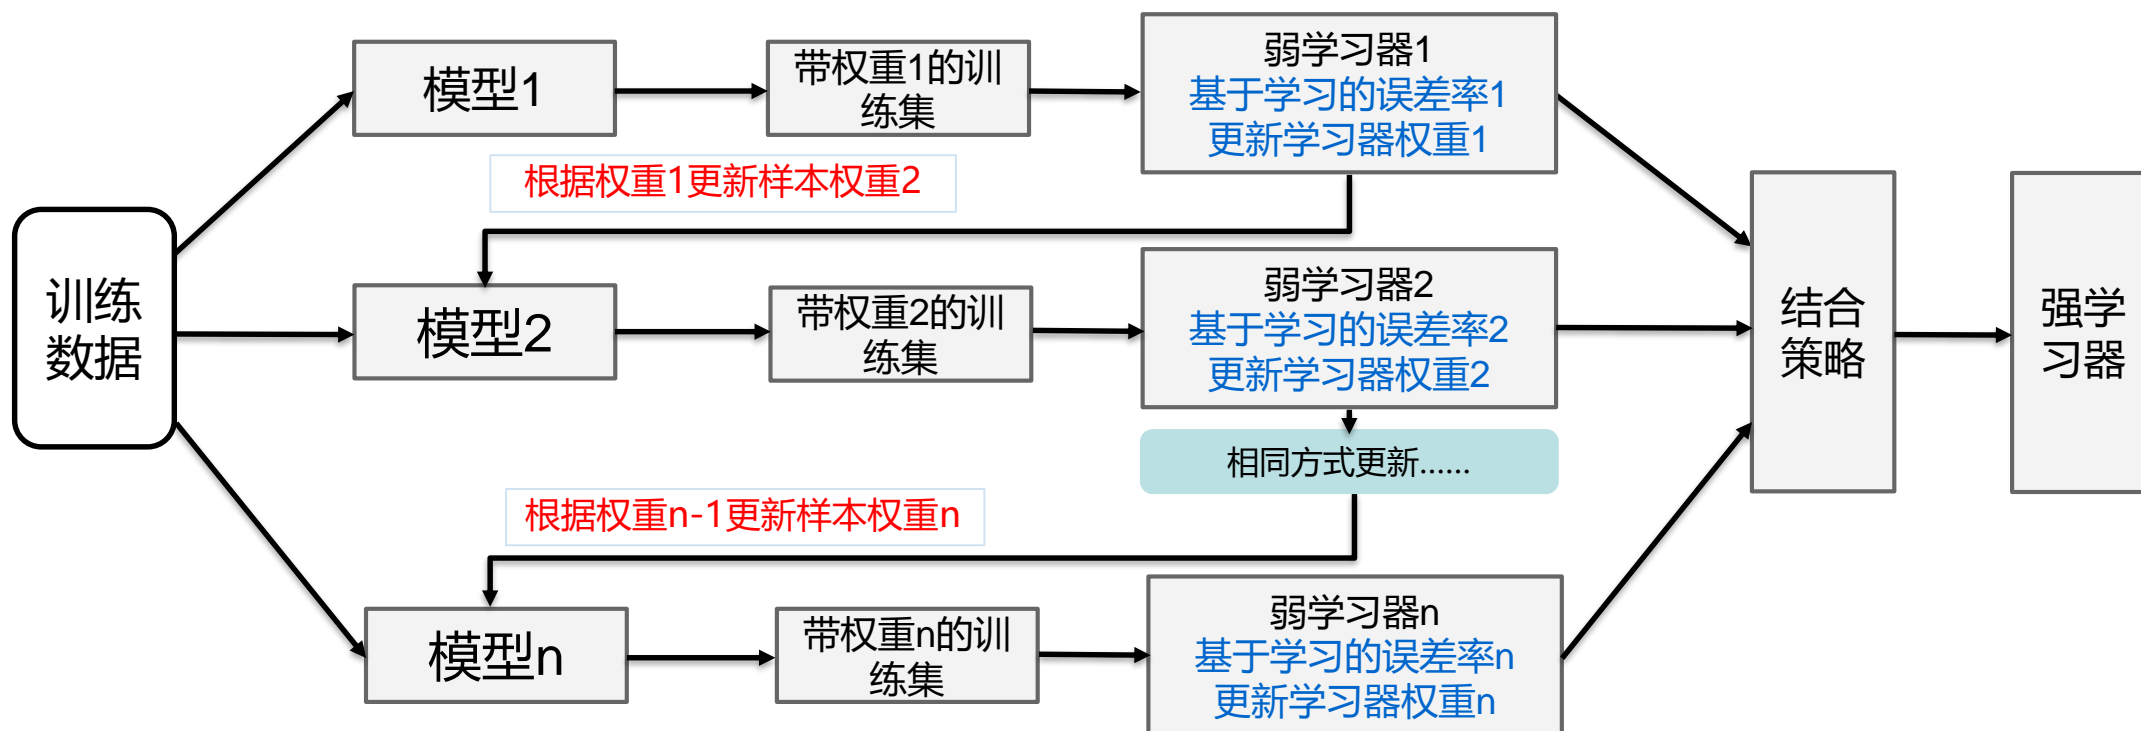 训练
数据
模型1
带权重1的训
练集
弱学习器1
基于学习的误差率1
更新学习器权重1
根据权重1更新样本权重2
模型2
带权重2的训
练集
弱学习器2
基于学习的误差率2
更新学习器权重2
相同方式更新......
根据权重n-1更新样本权重n
模型n
带权重n的训
练集
弱学习器n
基于学习的误差率n
更新学习器权重n
结合
策略
强学
习器